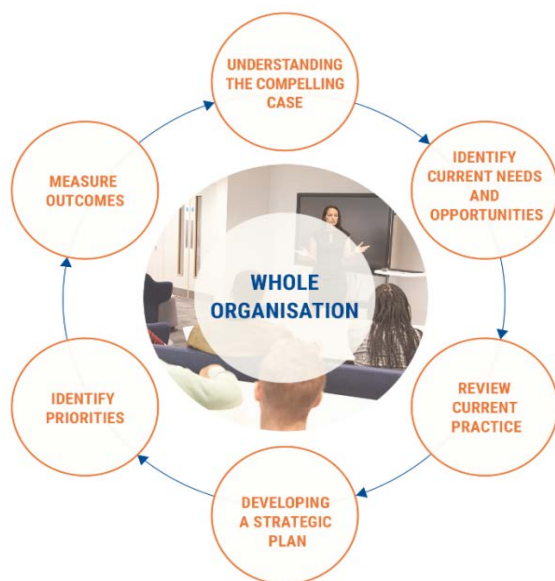 UNDERSTANDING
THE COMPELLING
CASE
IDENTIFY
CURRENT NEEDS
AND
OPPORTUNITIES
REVIEW
CURRENT
PRACTICE
DEVELOPING
A STRATEGIC
PLAN
IDENTIFY
PRIORITIES
MEASURE
OUTCOMES
WHOLE
ORGANISATION